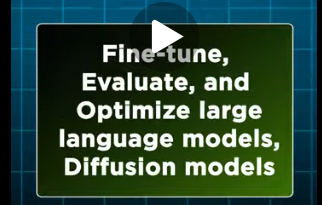 Fine-tune,
Evaluate, and
Optimize large
language models,
Diffusion models